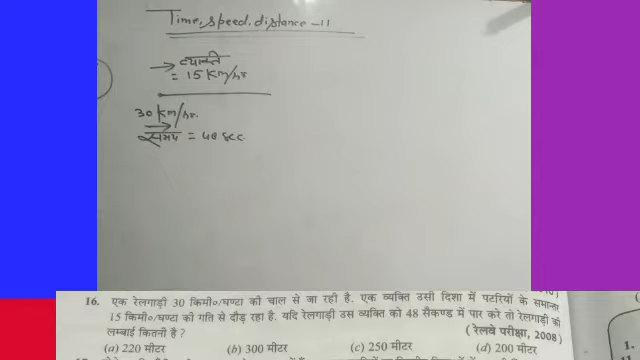 Time, speed, distance - 11
→ व्यक्ति
= 15 Km/hr
30 Km/hr.
समय = 48 sec
16. एक रेलगाड़ी 30 किमी०/घण्टा की चाल से जा रही है. एक व्यक्ति उसी दिशा में पटरियों के समान्तर
15 किमी०/घण्टा की गति से दौड़ रहा है. यदि रेलगाड़ी उस व्यक्ति को 48 सैकण्ड में पार करे तो रेलगाड़ी की
लम्बाई कितनी है ?
(रेलवे परीक्षा, 2008)
(a) 220 मीटर (b) 300 मीटर (c) 250 मीटर (d) 200 मीटर
1.